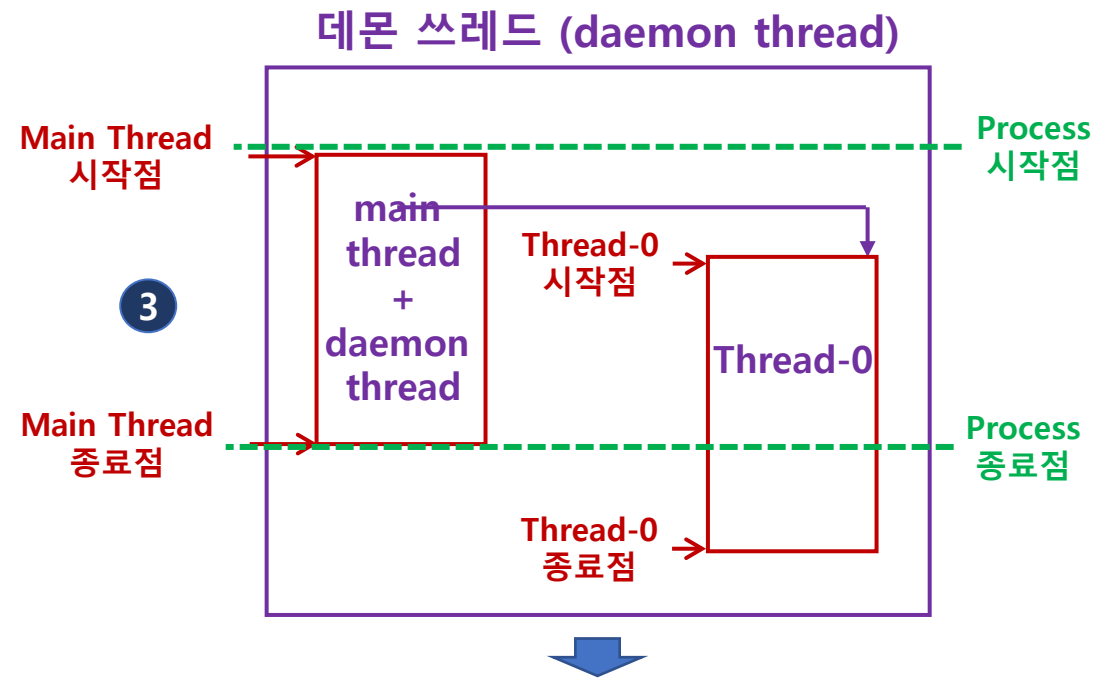 데몬 쓰레드 (daemon thread)
Main Thread
시작점
Process
시작점
main
thread
+
daemon
thread
Thread-0
시작점
3
Thread-0
Main Thread
종료점
Process
종료점
Thread-0
종료점